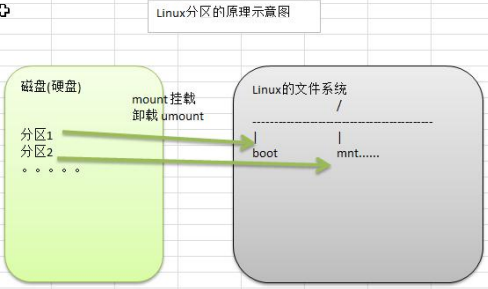 Linux分区的原理示意图
磁盘(硬盘)
分区1
分区2
。。。。。
mount 挂载
卸载 umount
Linux的文件系统
/
-------------------------------------------
| |
boot mnt......